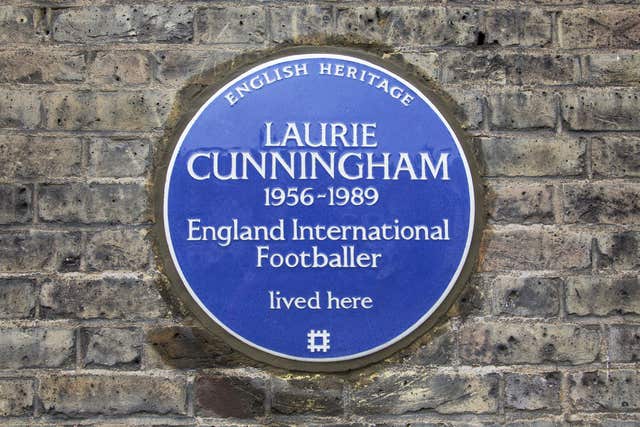 ENGLISH HERITAGE
LAURIE
CUNNINGHAM
1956-1989
England International
Footballer
lived here